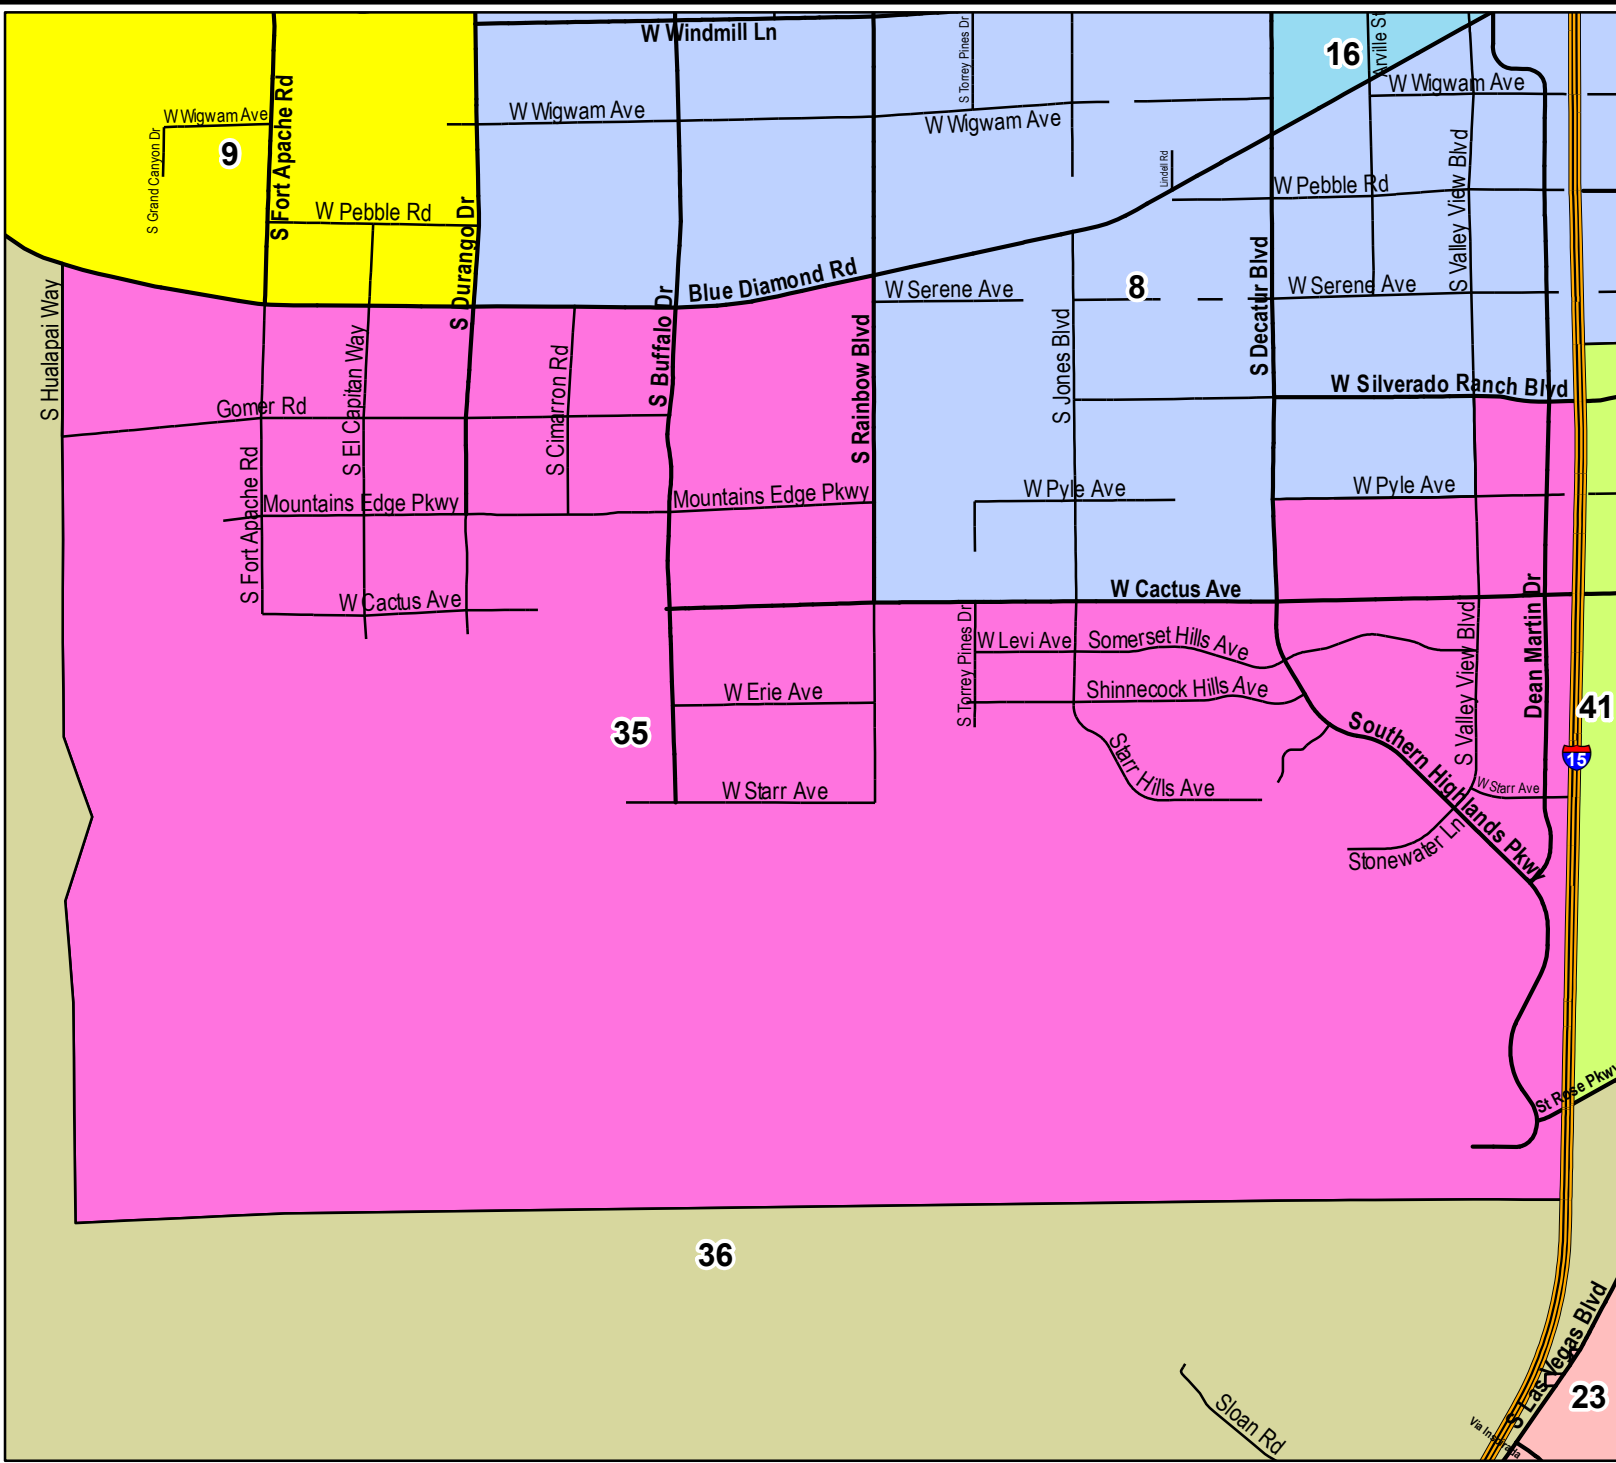 W Windmill Ln
S Torrey Pines Dr
16
Arville St
W Wigwam Ave
W Wigwam Ave
W Wigwam Ave
W Wigwam Ave
S Grand Canyon Dr
9
S Fort Apache Rd
W Pebble Rd
S Durango Dr
Lindell Rd
W Pebble Rd
S Valley View Blvd
Blue Diamond Rd
W Serene Ave
8
S Decatur Blvd
W Serene Ave
S Hualapai Way
S El Capitan Way
S Cimarron Rd
S Buffalo Dr
S Rainbow Blvd
S Jones Blvd
W Silverado Ranch Blvd
Gomer Rd
S Fort Apache Rd
Mountains Edge Pkwy
Mountains Edge Pkwy
W Pyle Ave
W Pyle Ave
W Cactus Ave
W Cactus Ave
Dean Martin Dr
S Torrey Pines Dr
W Levi Ave
Somerset Hills Ave
S Valley View Blvd
W Erie Ave
Shinnecock Hills Ave
41
35
Southern Highlands Pkwy
15
Starr Hills Ave
W Starr Ave
W Starr Ave
Stonewater Ln
St Rose Pkwy
36
S Las Vegas Blvd
23
Sloan Rd
Via Inspirada